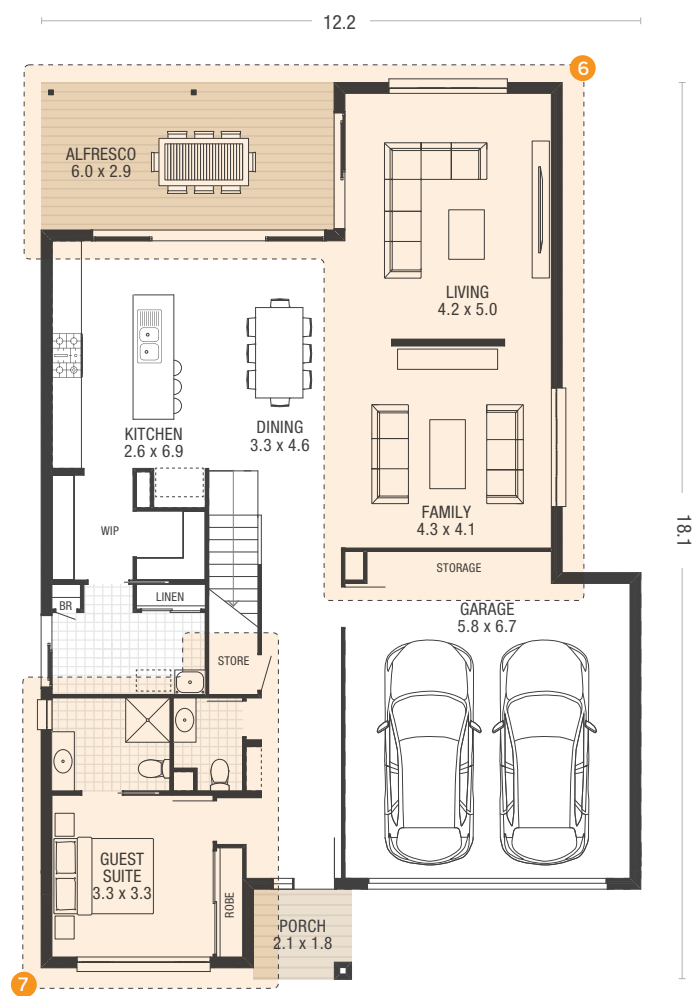 12.2
6
ALFRESCO
6.0 x 2.9
LIVING
4.2 x 5.0
KITCHEN
2.6 x 6.9
DINING
3.3 x 4.6
FAMILY
4.3 x 4.1
18.1
WIP
STORAGE
BR
LINEN
GARAGE
5.8 x 6.7
STORE
GUEST
SUITE
3.3 x 3.3
ROBE
PORCH
2.1 x 1.8
7